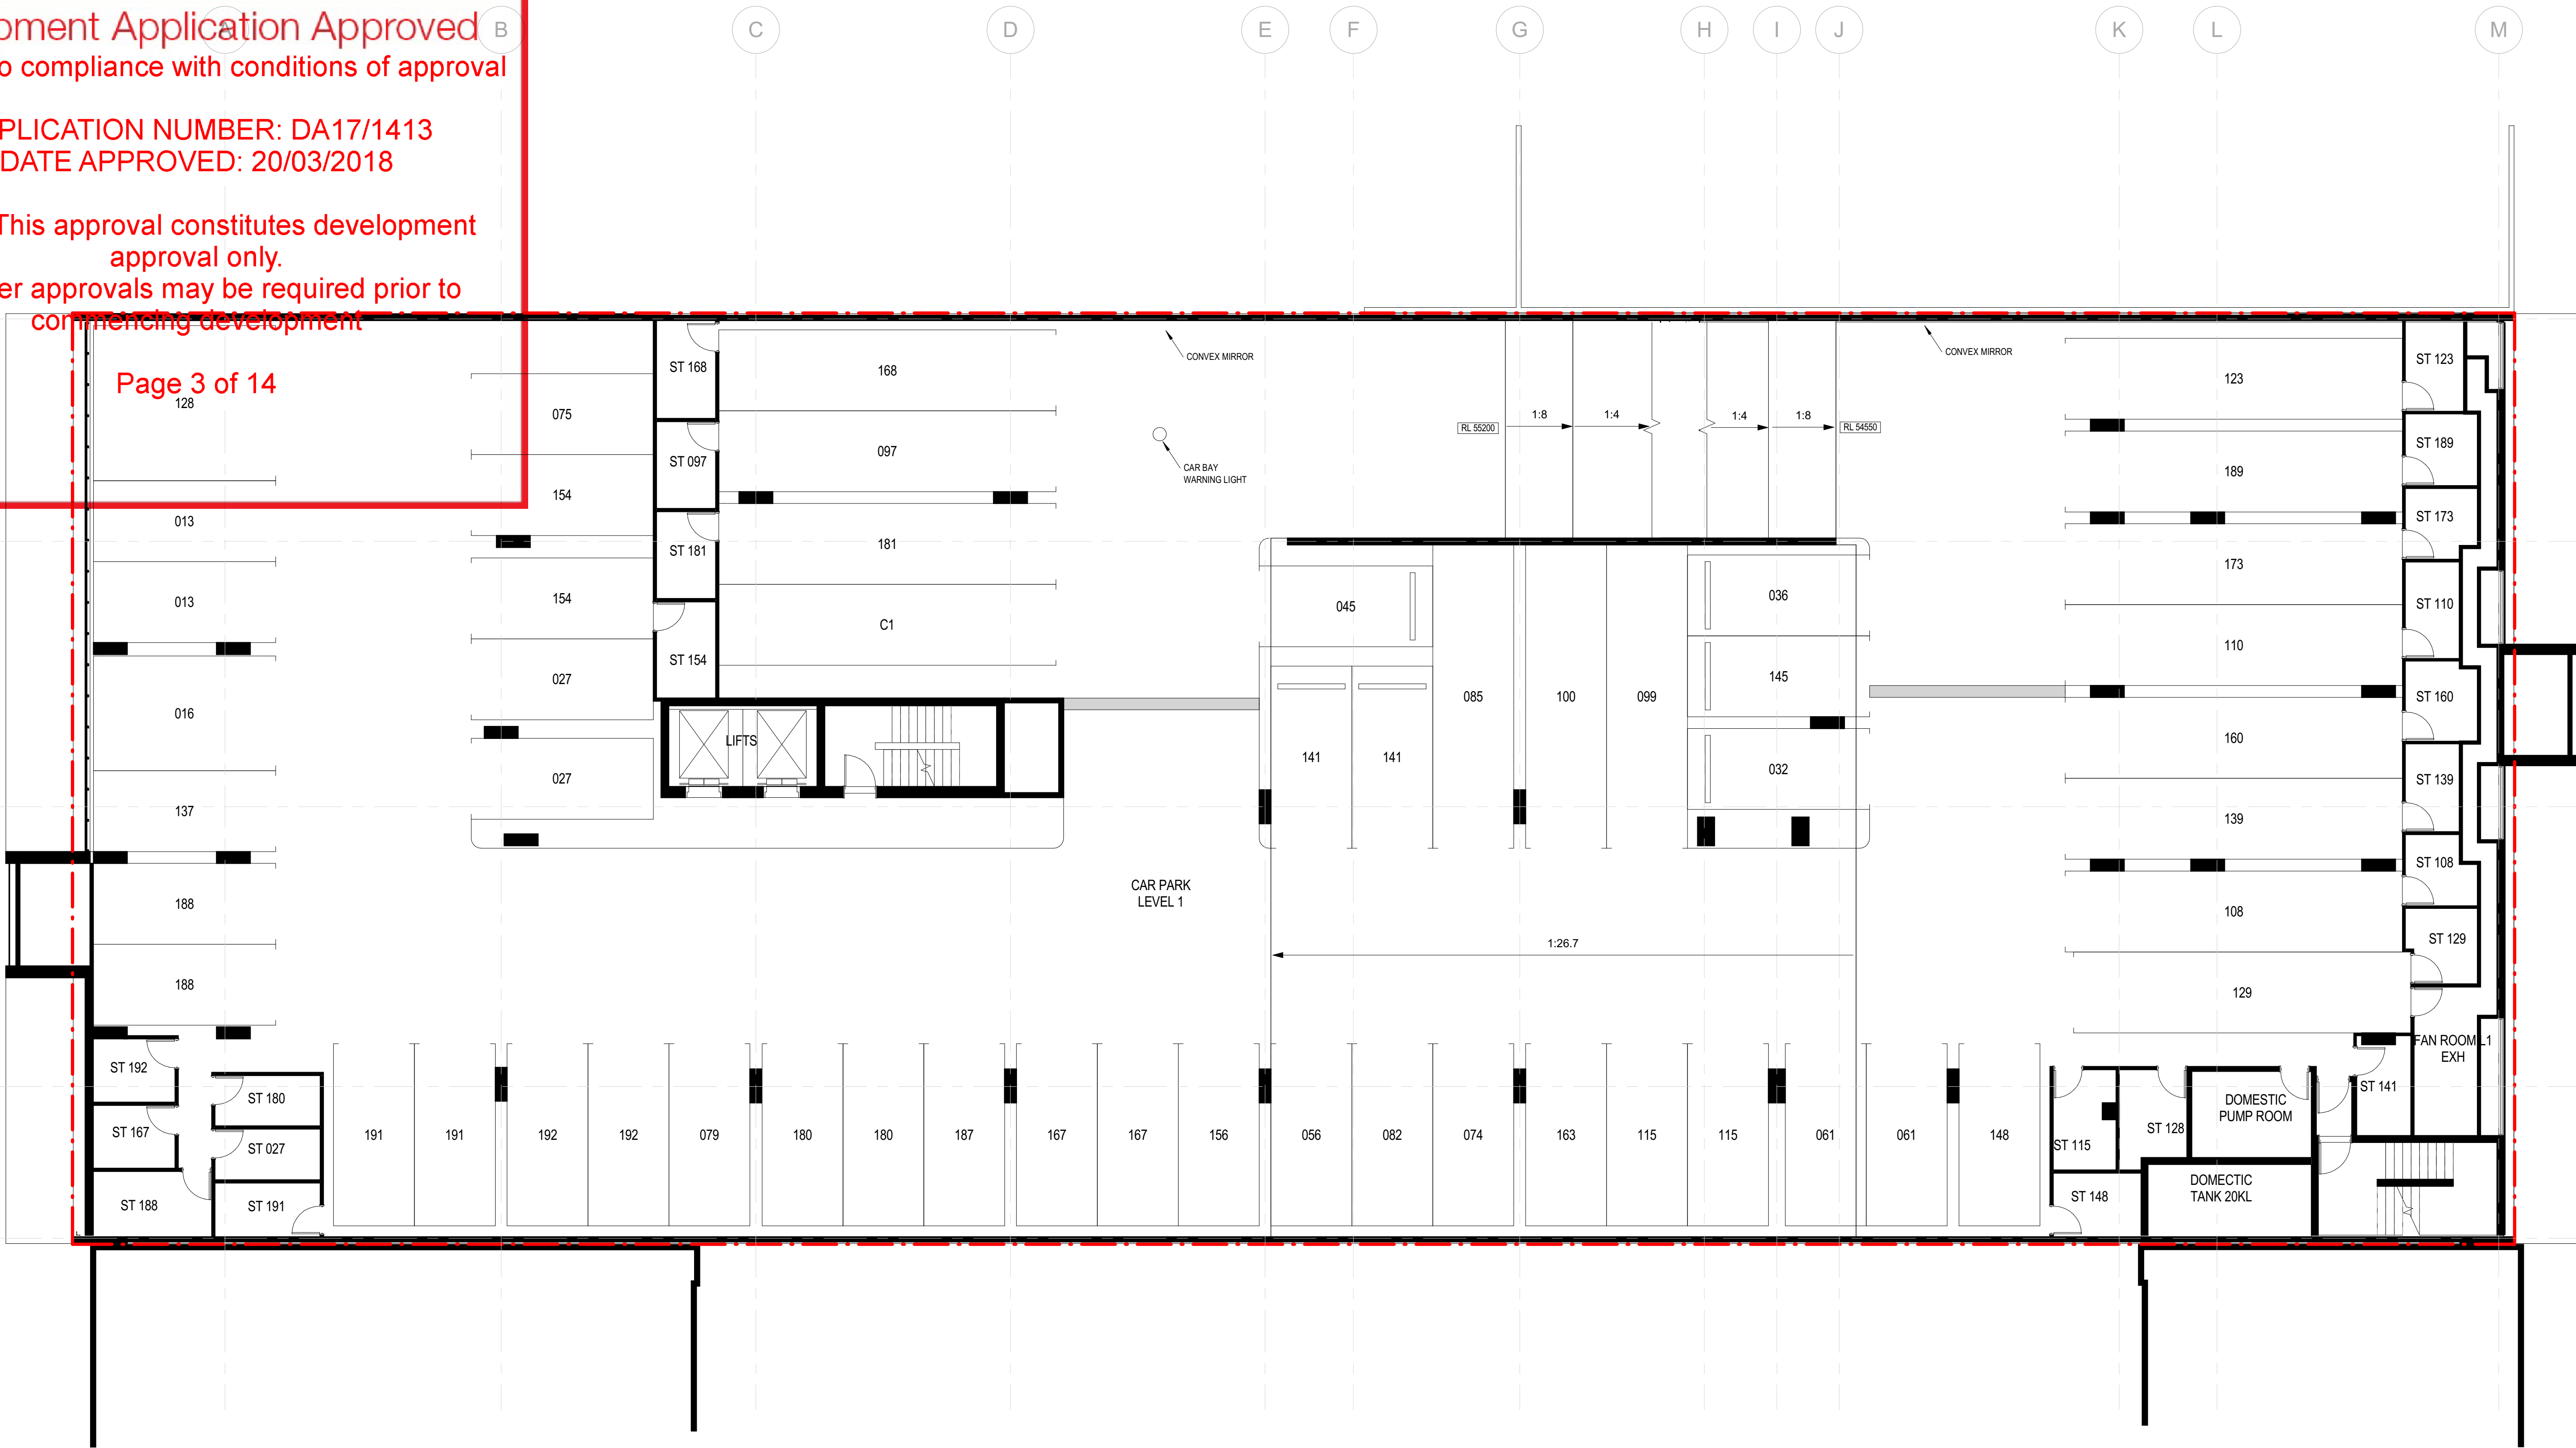 pment Application Approved
o compliance with conditions of approval
PLICATION NUMBER: DA17/1413
DATE APPROVED: 20/03/2018
This approval constitutes development
approval only.
er approvals may be required prior to
commencing development
Page 3 of 14
A
B
C
D
E
F
G
H
I
J
K
L
M
128
013
013
016
137
188
188
075
154
154
027
027
ST 168
ST 097
ST 181
ST 154
168
097
181
C1
LIFTS
CONVEX MIRROR
CAR BAY
WARNING LIGHT
RL 55200
1:8
1:4
1:4
1:8
RL 54550
CONVEX MIRROR
045
141
141
085
100
099
036
145
032
CAR PARK
LEVEL 1
1:26.7
123
189
173
110
160
139
108
129
ST 123
ST 189
ST 173
ST 110
ST 160
ST 139
ST 108
ST 129
FAN ROOM L1
EXH
ST 141
ST 192
ST 167
ST 188
ST 180
ST 027
ST 191
191
191
192
192
079
180
180
187
167
167
156
056
082
074
163
115
115
061
061
148
ST 115
ST 128
ST 148
DOMESTIC
PUMP ROOM
DOMECTIC
TANK 20KL